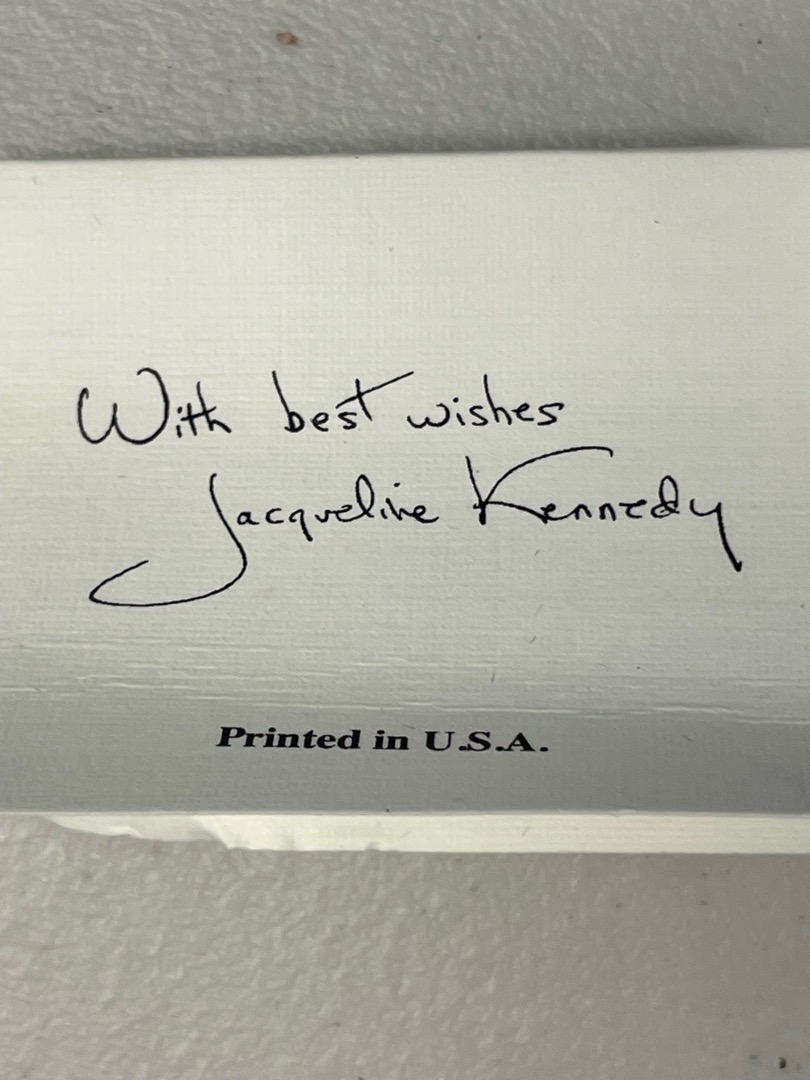 With best wishes
Jacqueline Kennedy
Printed in U.S.A.